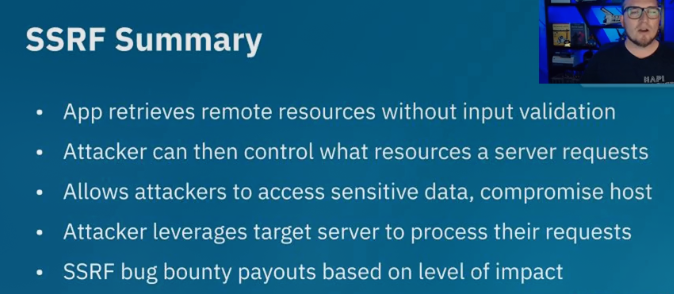 SSRF Summary
• App retrieves remote resources without input validation
• Attacker can then control what resources a server requests
• Allows attackers to access sensitive data, compromise host
• Attacker leverages target server to process their requests
• SSRF bug bounty payouts based on level of impact